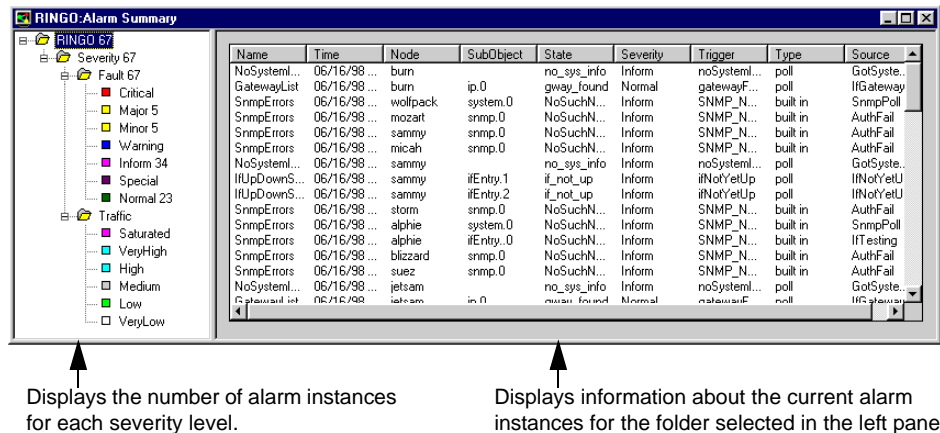 RINGO:Alarm Summary
RINGO 67
Severity 67
Fault 67
Critical
Major 5
Minor 5
Warning
Inform 34
Special
Normal 23
Traffic
Saturated
VeryHigh
High
Medium
Low
VeryLow
Name Time Node SubObject State Severity Trigger Type Source
NoSystemI... 06/16/98 ... burn no_sys_info Inform noSystemI... poll GotSyste..
GatewayList 06/16/98 ... burn ip.0 gway_found Normal gatewayF... poll IfGateway
SnmpErrors 06/16/98 ... wolfpack system.0 NoSuchN... Inform SNMP_N... built in SnmpPoll
SnmpErrors 06/16/98 ... mozart snmp.0 NoSuchN... Inform SNMP_N... built in AuthFail
SnmpErrors 06/16/98 ... sammy snmp.0 NoSuchN... Inform SNMP_N... built in AuthFail
SnmpErrors 06/16/98 ... micah snmp.0 NoSuchN... Inform SNMP_N... built in AuthFail
NoSystemI... 06/16/98 ... sammy no_sys_info Inform noSystemI... poll GotSyste..
IfUpDownS... 06/16/98 ... sammy ifEntry.1 if_not_up Inform ifNotYetUp poll IfNotYetU
IfUpDownS... 06/16/98 ... sammy ifEntry.2 if_not_up Inform ifNotYetUp poll IfNotYetU
SnmpErrors 06/16/98 ... storm snmp.0 NoSuchN... Inform SNMP_N... built in AuthFail
SnmpErrors 06/16/98 ... alphie system.0 NoSuchN... Inform SNMP_N... built in SnmpPoll
SnmpErrors 06/16/98 ... alphie ifEntry..0 NoSuchN... Inform SNMP_N... built in IfTesting
SnmpErrors 06/16/98 ... blizzard snmp.0 NoSuchN... Inform SNMP_N... built in AuthFail
SnmpErrors 06/16/98 ... suez snmp.0 NoSuchN... Inform SNMP_N... built in AuthFail
NoSystemI... 06/16/98 ... jetsam no_sys_info Inform noSystemI... poll GotSyste..
GatewayList 06/16/98 ... jetsam ip.0 gway_found Normal gatewayF... poll IfGateway
Displays the number of alarm instances
for each severity level.
Displays information about the current alarm
instances for the folder selected in the left pane